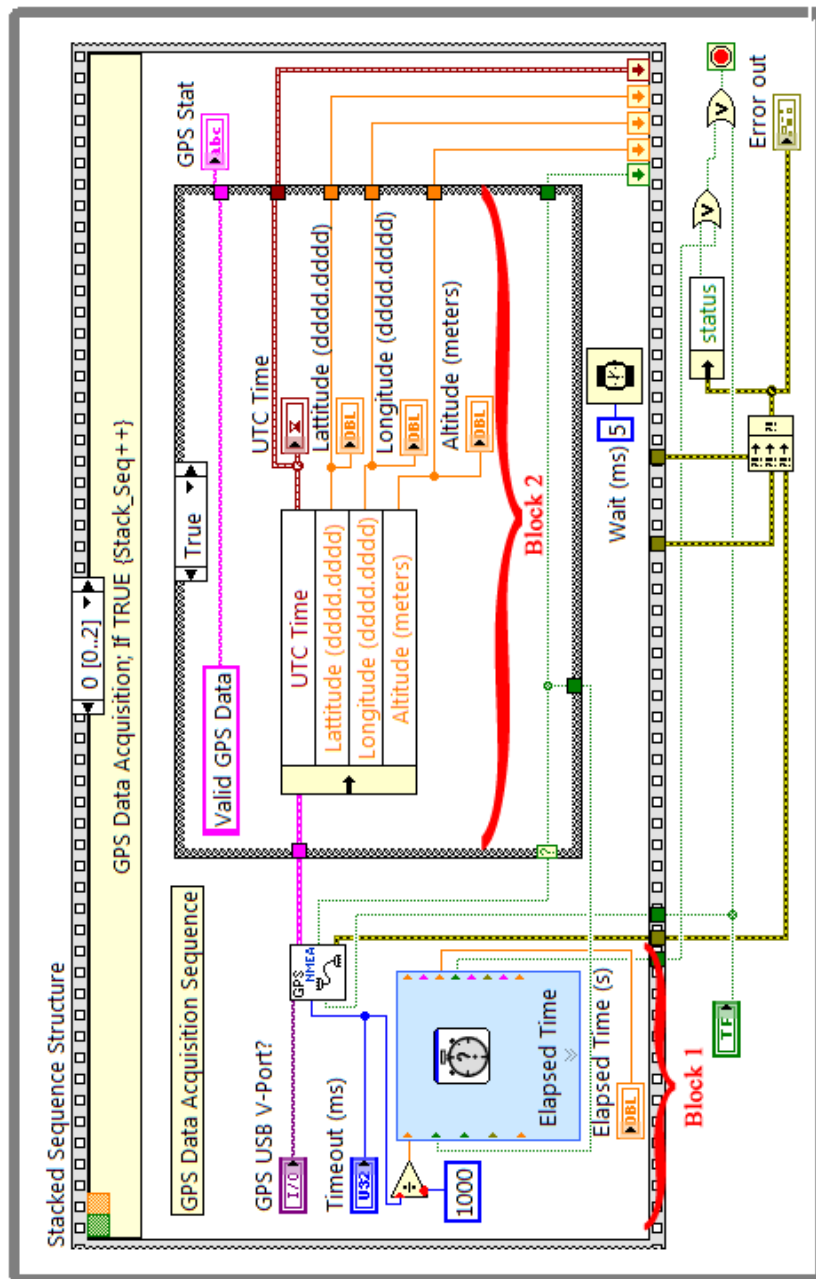 Stacked Sequence Structure
0 [0..2]
GPS Data Acquisition; If TRUE {Stack_Seq++}
GPS Data Acquisition Sequence
GPS USB V-Port?
I/O
Timeout (ms)
U32
1000
GPS
NMEA
?
Elapsed Time
Elapsed Time (s)
DBL
Block 1
TF
True
Valid GPS Data
GPS Stat
abc
UTC Time
Lattitude (dddd.dddd)
Longitude (dddd.dddd)
Altitude (meters)
UTC Time
Lattitude (dddd.dddd)
DBL
Longitude (dddd.dddd)
DBL
Altitude (meters)
DBL
?
Block 2
Wait (ms)
5
status
V
V
Error out